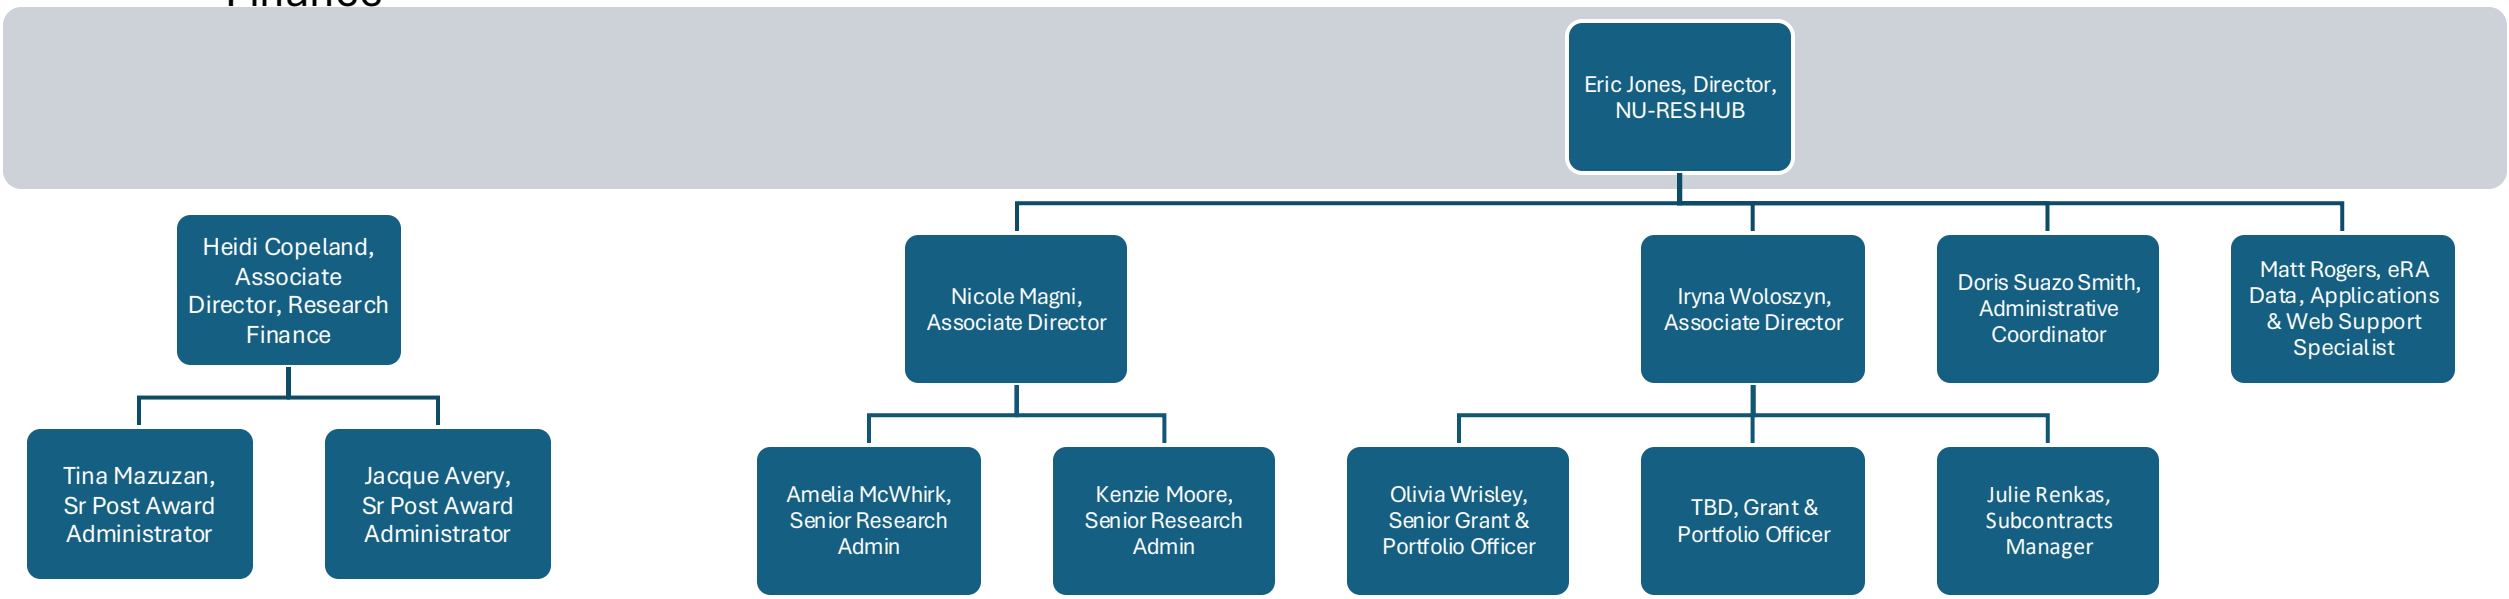 Finance
Eric Jones, Director,
NU-RES HUB
Heidi Copeland,
Associate
Director, Research
Finance
Nicole Magni,
Associate Director
Iryna Woloszyn,
Associate Director
Doris Suazo Smith,
Administrative
Coordinator
Matt Rogers, eRA
Data, Applications
& Web Support
Specialist
Tina Mazuzan,
Sr Post Award
Administrator
Jacque Avery,
Sr Post Award
Administrator
Amelia McWhirk,
Senior Research
Admin
Kenzie Moore,
Senior Research
Admin
Olivia Wrisley,
Senior Grant &
Portfolio Officer
TBD, Grant &
Portfolio Officer
Julie Renkas,
Subcontracts
Manager